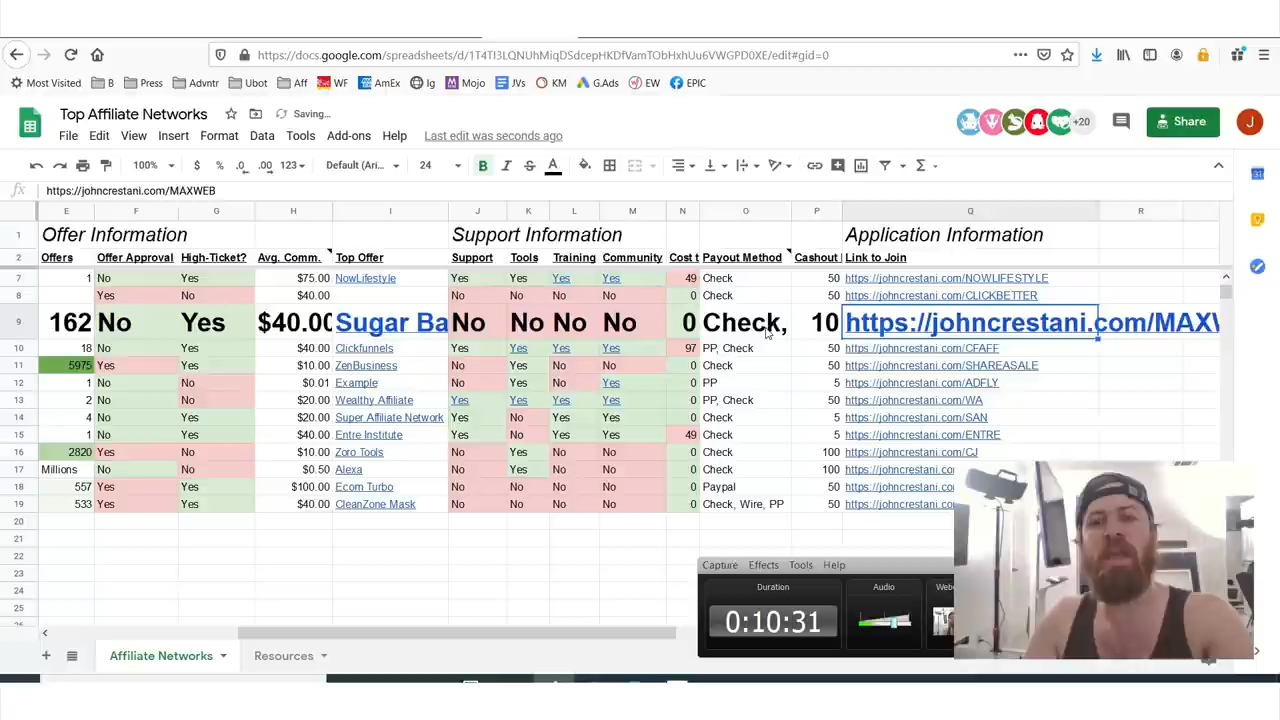 https://docs.google.com/spreadsheets/d/1T4TI3LQNUhMiqDSdcepHKDfVamTObHxhUu6VWGPD0XE/edit#gid=0
Most Visited B Press Advntr Ubot Aff WF AmEx Ig Mojo JVs KM G.Ads EW EPIC
Top Affiliate Networks Saving... +20 Share J
File Edit View Insert Format Data Tools Add-ons Help Last edit was seconds ago
100% $ % .0 .00 123 Default (Ari... 24 B I S A
fx https://johncrestani.com/MAXWEB
E F G H I J K L M N O P Q R
1 Offer Information Support Information Application Information
2 Offers Offer Approval High-Ticket? Avg. Comm. Top Offer Support Tools Training Community Cost t Payout Method Cashout Link to Join
7 1 No Yes $75.00 NowLifestyle Yes Yes Yes Yes 49 Check 50 https://johncrestani.com/NOWLIFESTYLE
8 Yes No $40.00 No No No No 0 Check 50 https://johncrestani.com/CLICKBETTER
9 162 No Yes $40.00 Sugar Ba No No No No 0 Check, 10 https://johncrestani.com/MAXW
10 18 No Yes $40.00 Clickfunnels Yes Yes Yes Yes 97 PP, Check 50 https://johncrestani.com/CFAFF
11 5975 Yes Yes $10.00 ZenBusiness No Yes No No 0 Check 50 https://johncrestani.com/SHAREASALE
12 1 No No $0.01 Example No Yes No Yes 0 PP 5 https://johncrestani.com/ADFLY
13 2 No No $20.00 Wealthy Affiliate Yes Yes Yes Yes 0 PP, Check 50 https://johncrestani.com/WA
14 4 No Yes $20.00 Super Affiliate Network Yes No Yes Yes 0 Check 5 https://johncrestani.com/SAN
15 1 No Yes $40.00 Entre Institute Yes No Yes Yes 49 Check 5 https://johncrestani.com/ENTRE
16 2820 Yes No $10.00 Zoro Tools No Yes No No 0 Check 100 https://johncrestani.com/CJ
17 Millions No No $0.50 Alexa No Yes No No 0 Check 100 https://johncrestani.com/
18 557 Yes Yes $100.00 Ecom Turbo No No No No 0 Paypal 50 https://johncrestani.co
19 533 Yes Yes $40.00 CleanZone Mask No No No No 0 Check, Wire, PP 50 https://johncrestani.co
20
21
22
23
24
25
Capture Effects Tools Help
Duration Audio Web
0:10:31
Affiliate Networks Resources